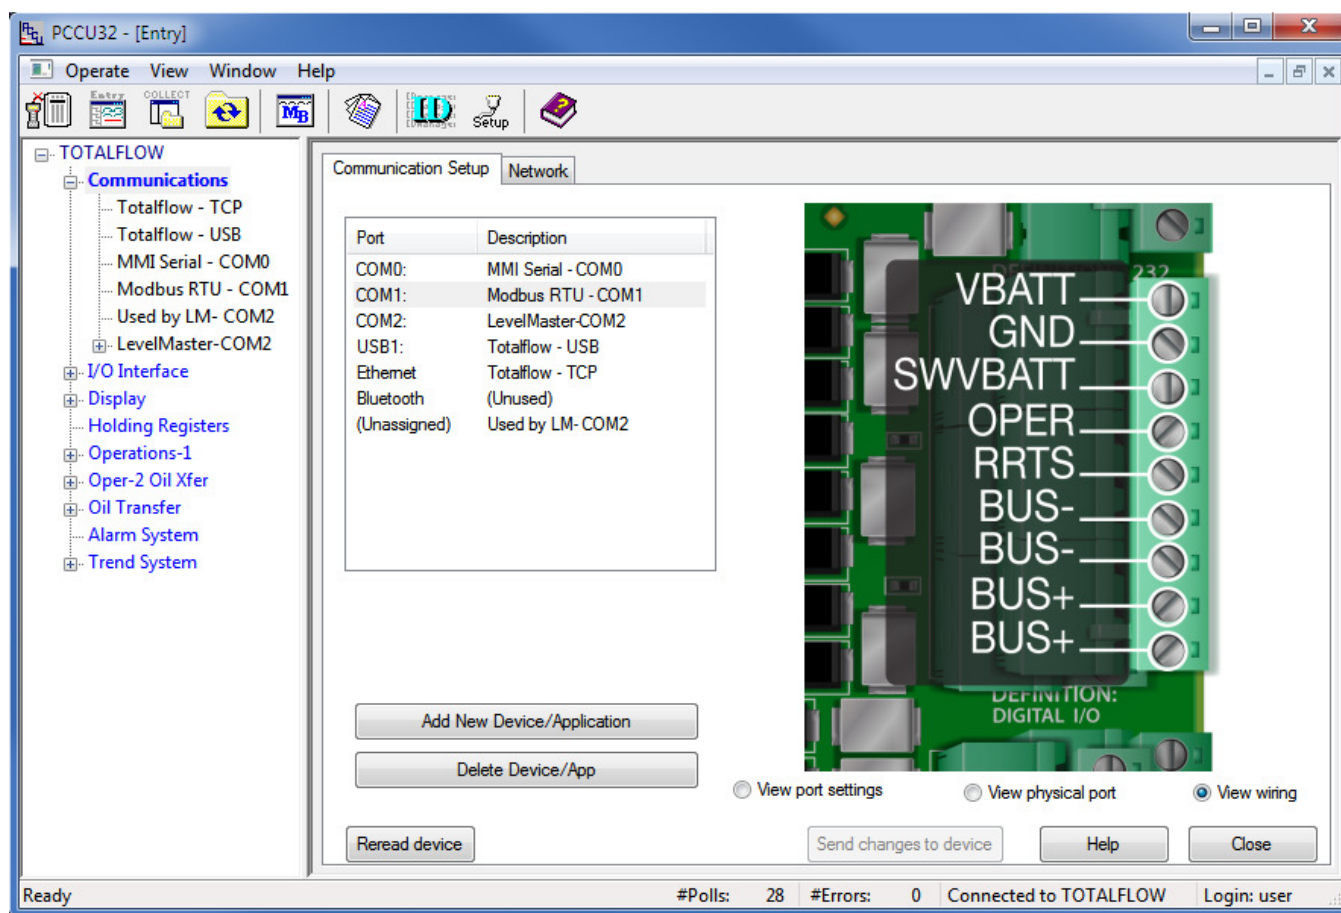 PCCU32 - [Entry]
Operate View Window Help
Entry
COLLECT
MB
ID
Setup
TOTALFLOW
Communications
Totalflow - TCP
Totalflow - USB
MMI Serial - COM0
Modbus RTU - COM1
Used by LM- COM2
LevelMaster-COM2
I/O Interface
Display
Holding Registers
Operations-1
Oper-2 Oil Xfer
Oil Transfer
Alarm System
Trend System
Communication Setup Network
Port Description
COM0: MMI Serial - COM0
COM1: Modbus RTU - COM1
COM2: LevelMaster-COM2
USB1: Totalflow - USB
Ethernet Totalflow - TCP
Bluetooth (Unused)
(Unassigned) Used by LM- COM2
232
VBATT
GND
SWVBATT
OPER
RRTS
BUS-
BUS-
BUS+
BUS+
DEFINITION:
DIGITAL I/O
Add New Device/Application
Delete Device/App
View port settings View physical port View wiring
Reread device Send changes to device Help Close
Ready #Polls: 28 #Errors: 0 Connected to TOTALFLOW Login: user